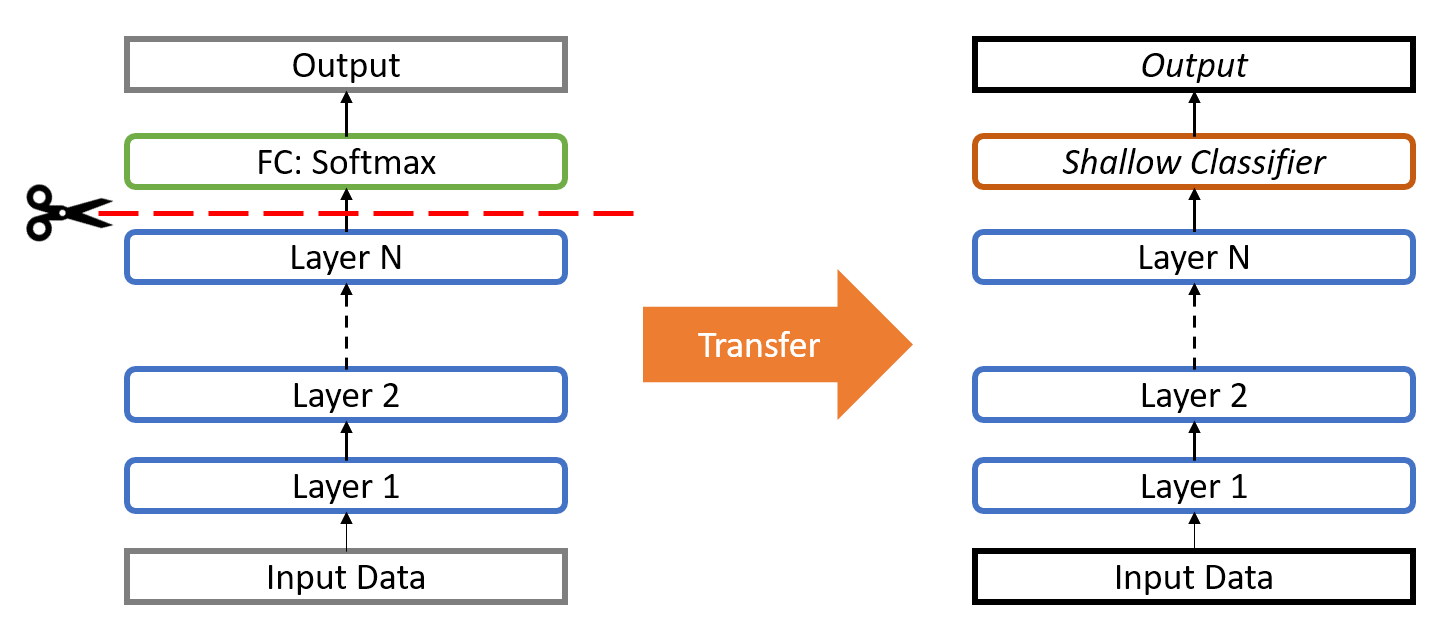 Output
FC: Softmax
Layer N
Layer 2
Layer 1
Input Data
Transfer
Output
Shallow Classifier
Layer N
Layer 2
Layer 1
Input Data